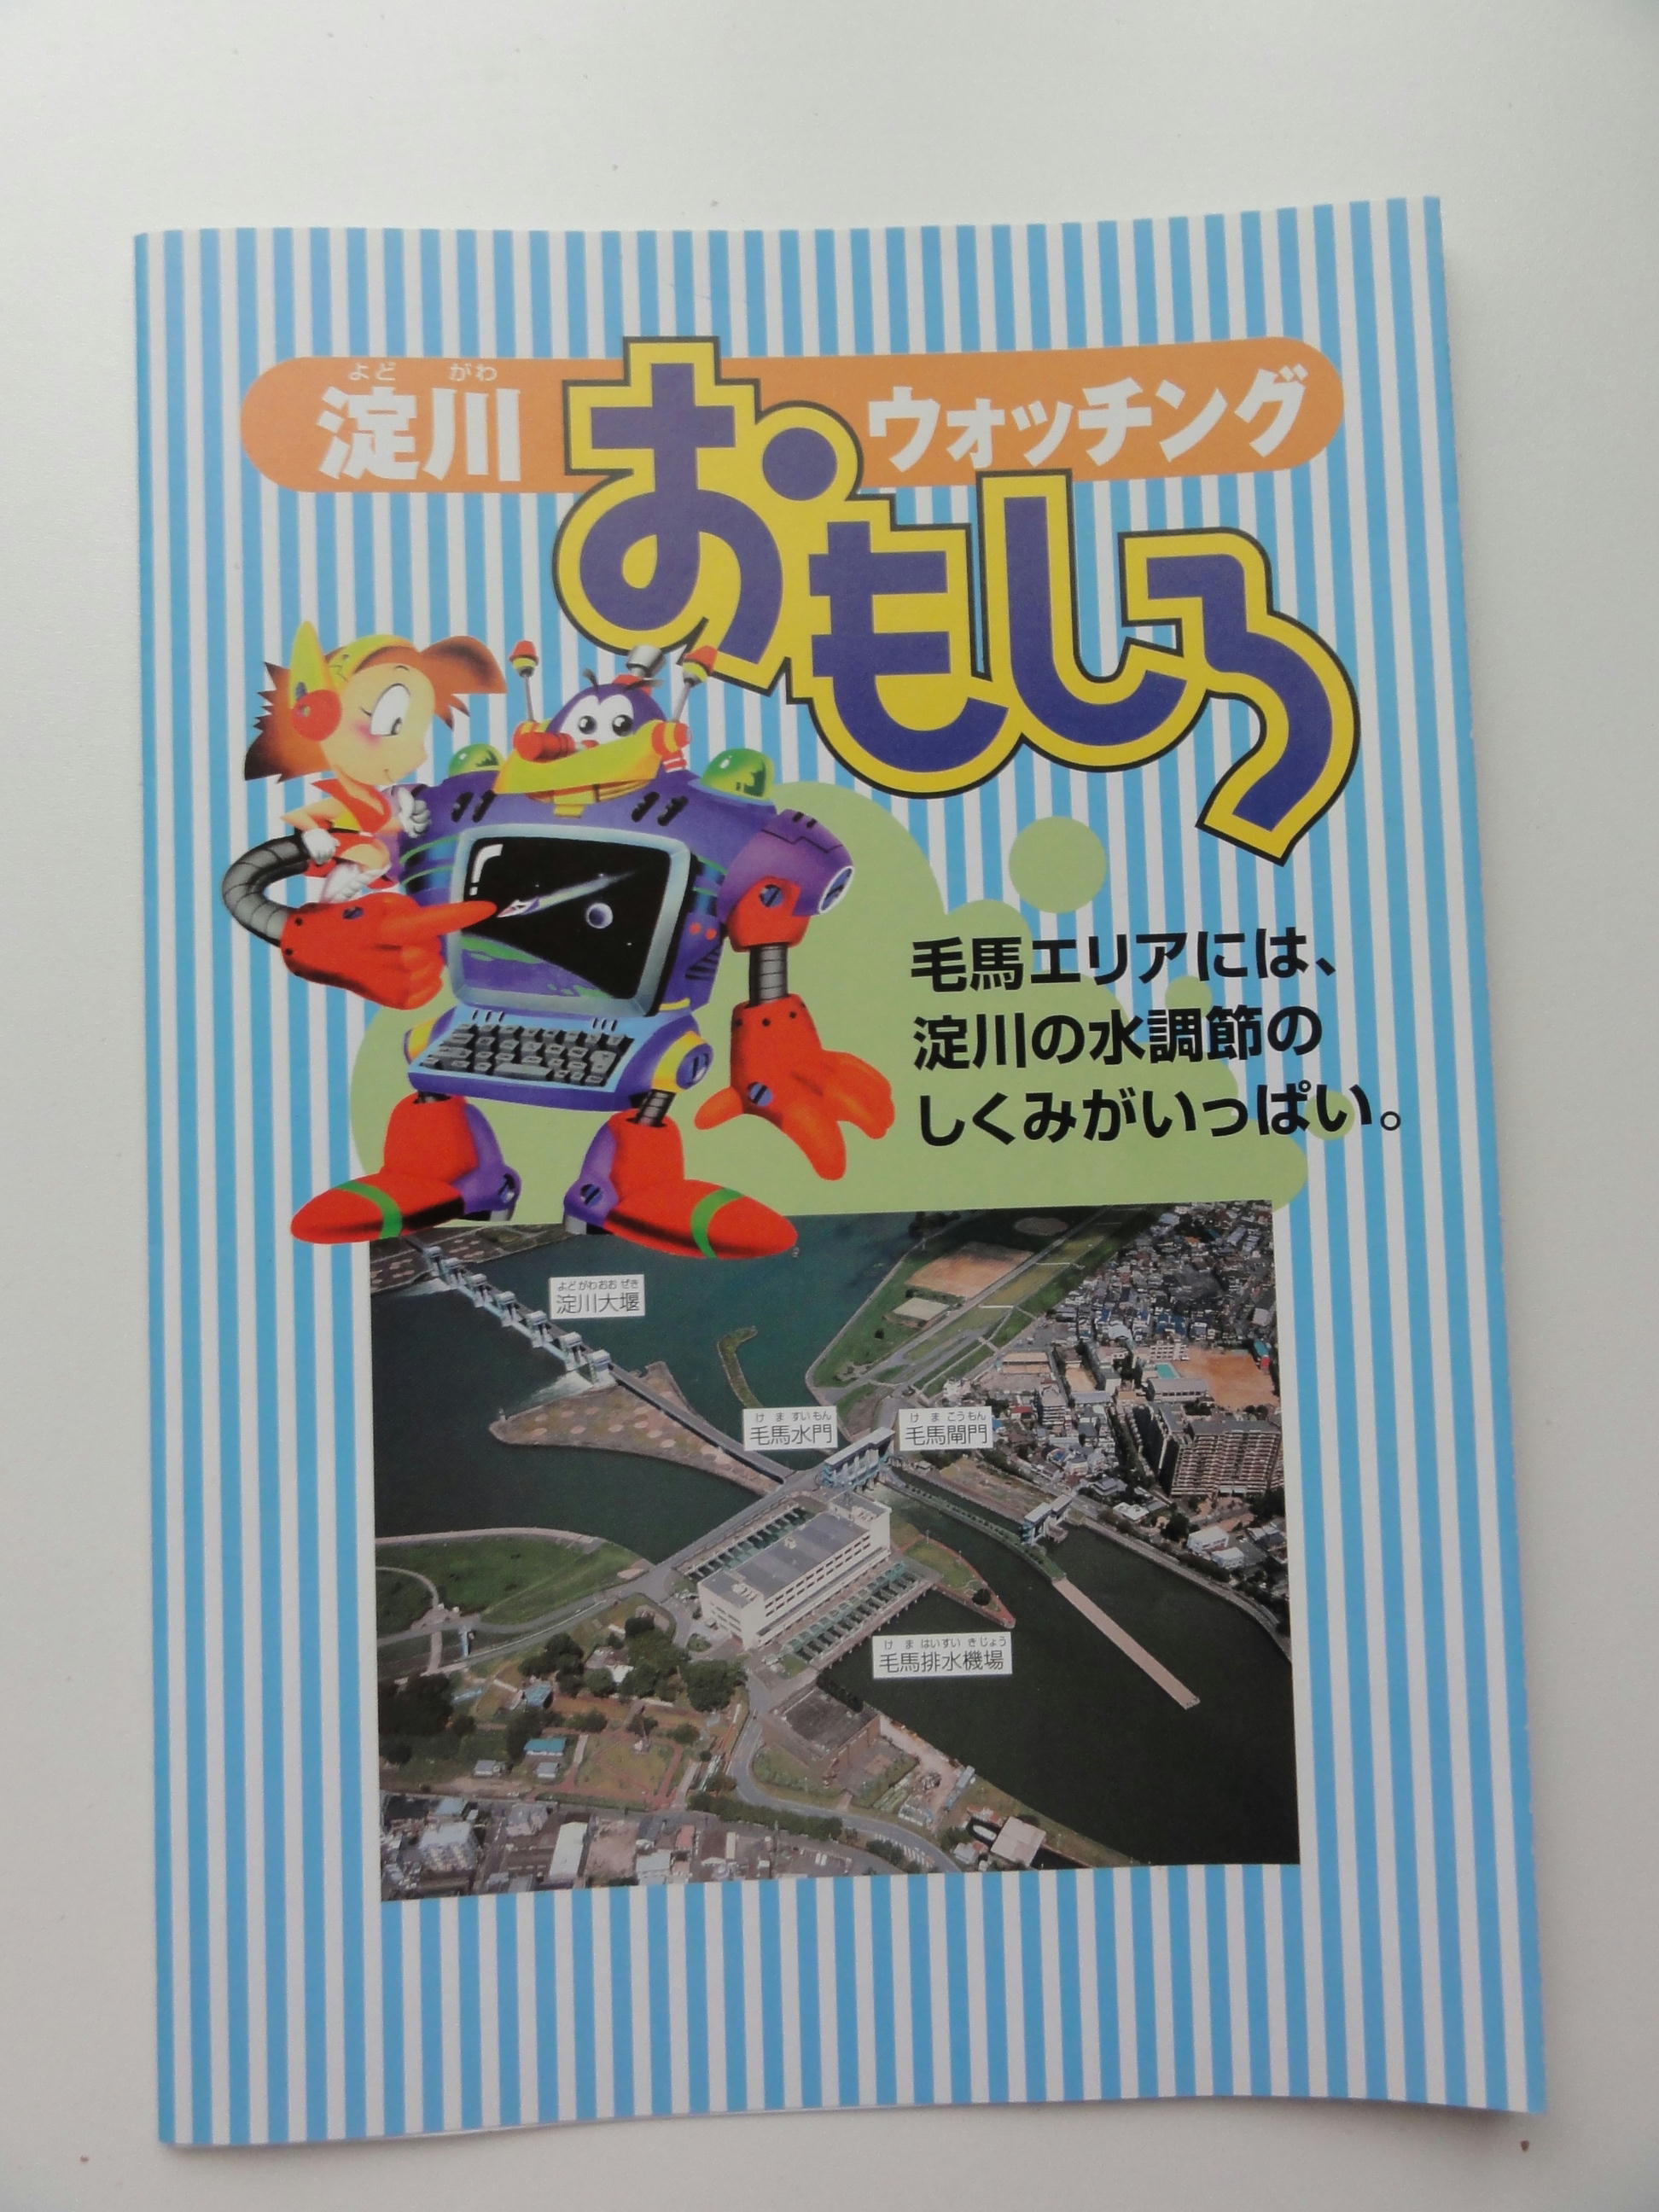 よど がわ
淀川おもしろウォッチング
毛馬エリアには、
淀川の水調節の
しくみがいっぱい。
よどがわおおぜき
淀川大堰
け ま すいもん
毛馬水門
け ま こうもん
毛馬閘門
け ま はいすい きじょう
毛馬排水機場